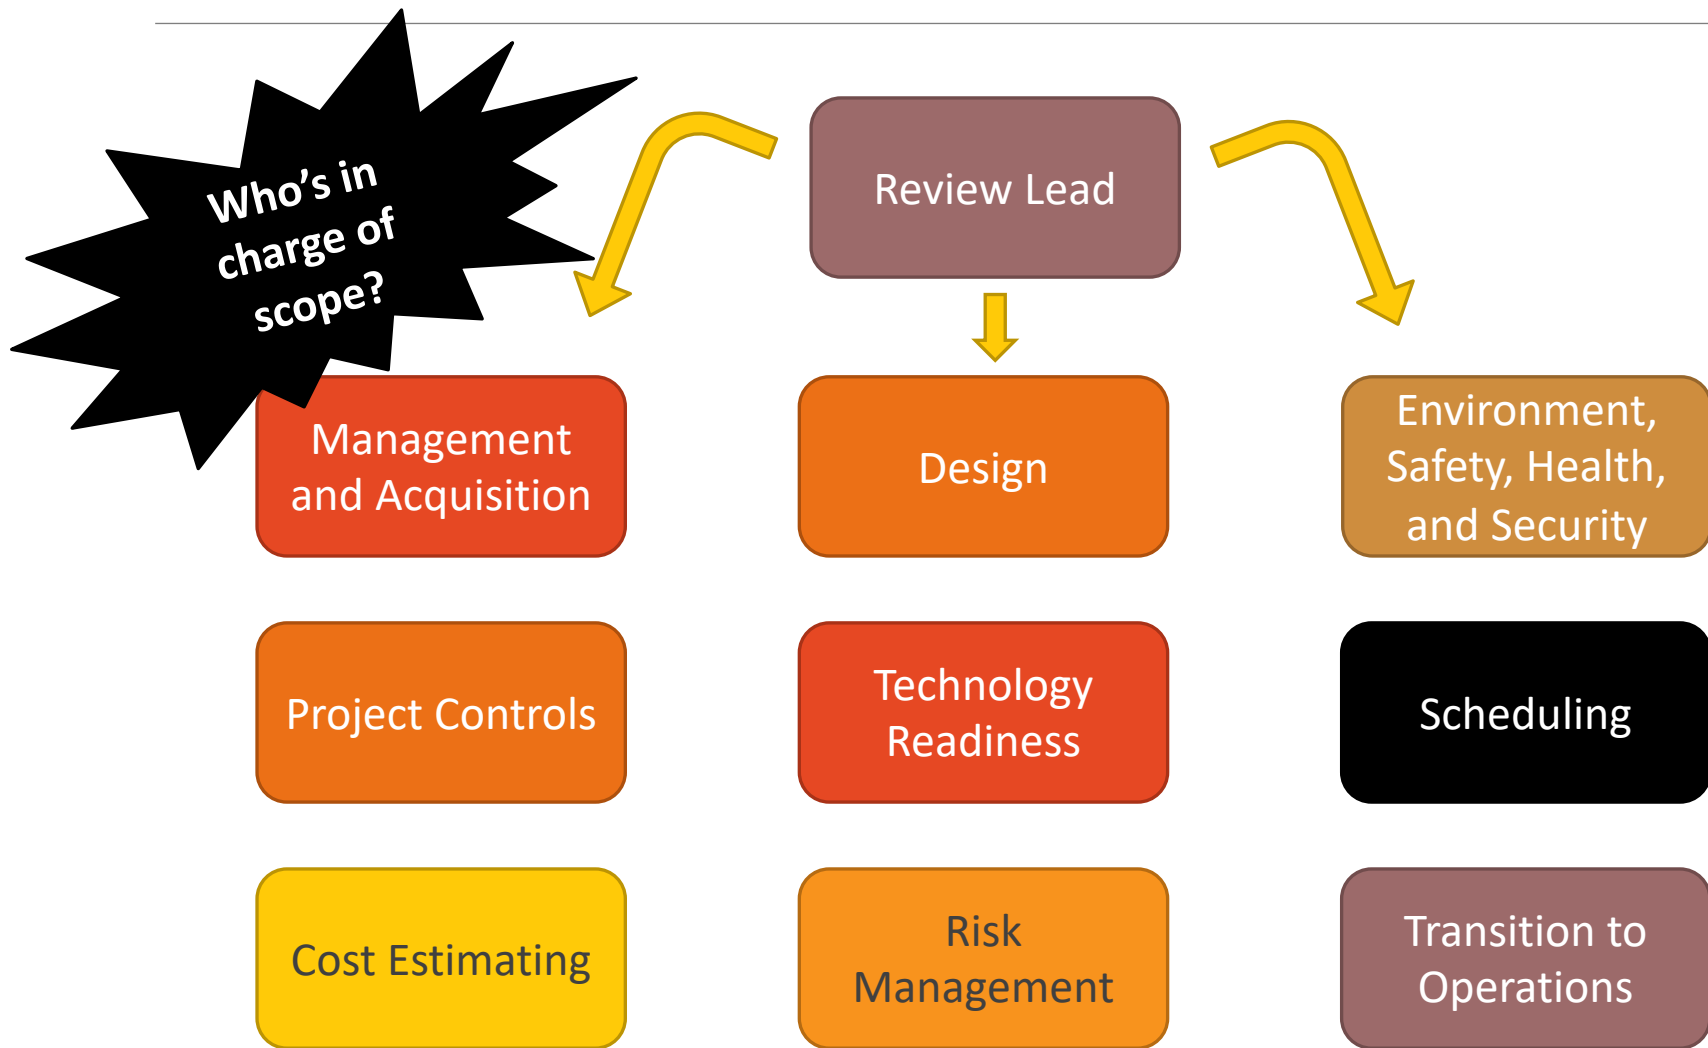 Who’s in
charge of
scope?
Review Lead
Management
and Acquisition
Design
Environment,
Safety, Health,
and Security
Project Controls
Technology
Readiness
Scheduling
Cost Estimating
Risk
Management
Transition to
Operations